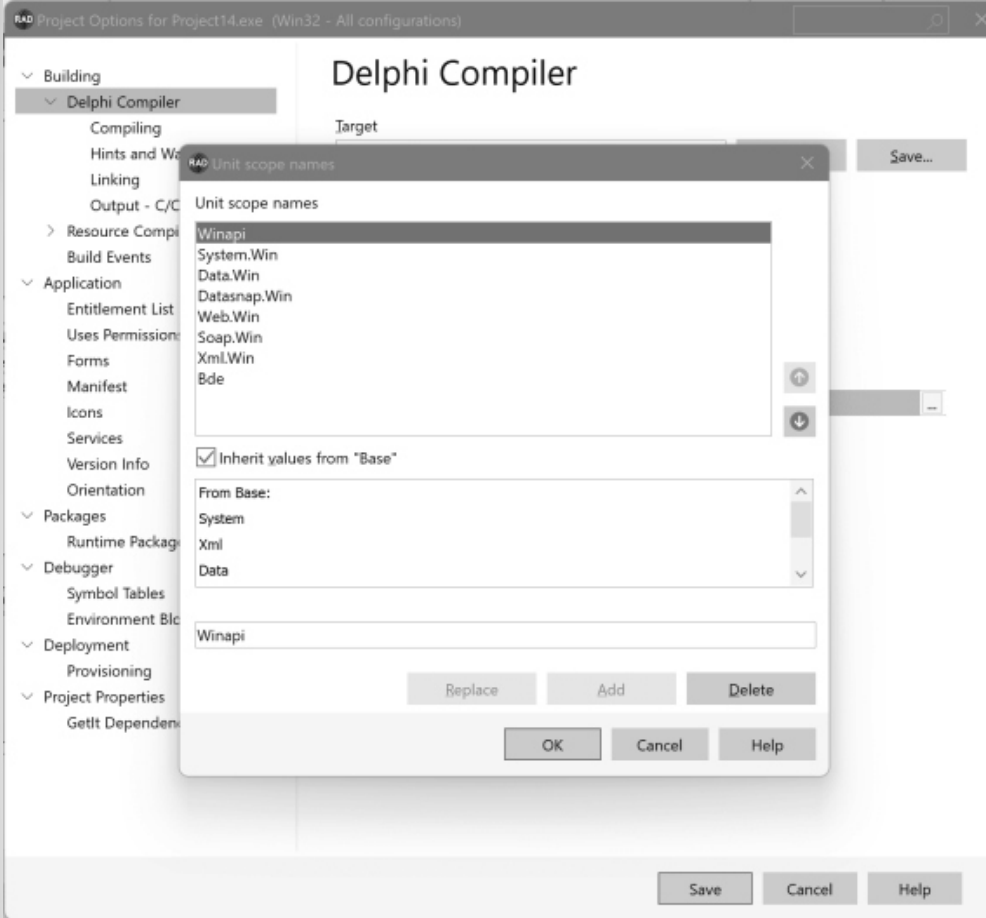 RAD Project Options for Project14.exe (Win32 - All configurations)
Building
Delphi Compiler
Compiling
Hints and Wa
Linking
Output - C/C
Resource Compi
Build Events
Application
Entitlement List
Uses Permission
Forms
Manifest
Icons
Services
Version Info
Orientation
Packages
Runtime Packag
Debugger
Symbol Tables
Environment Blo
Deployment
Provisioning
Project Properties
GetIt Dependen
Delphi Compiler
Target
Save...
...
RAD Unit scope names
Unit scope names
Winapi
System.Win
Data.Win
Datasnap.Win
Web.Win
Soap.Win
Xml.Win
Bde
Inherit values from "Base"
From Base:
System
Xml
Data
Winapi
Replace Add Delete
OK Cancel Help
Save Cancel Help